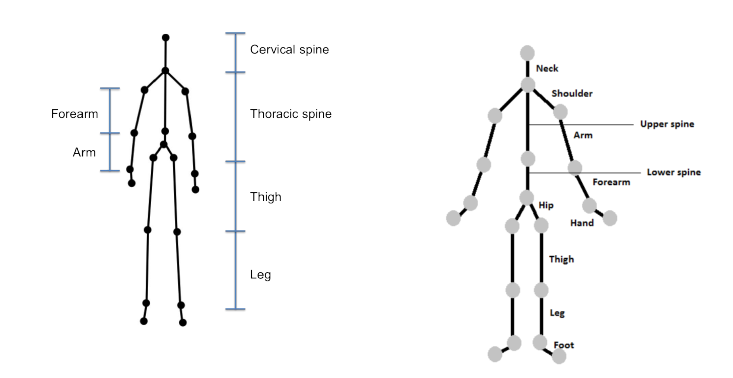 Cervical spine
Forearm
Thoracic spine
Arm
Thigh
Leg
Neck
Shoulder
Upper spine
Arm
Lower spine
Forearm
Hip
Hand
Thigh
Leg
Foot